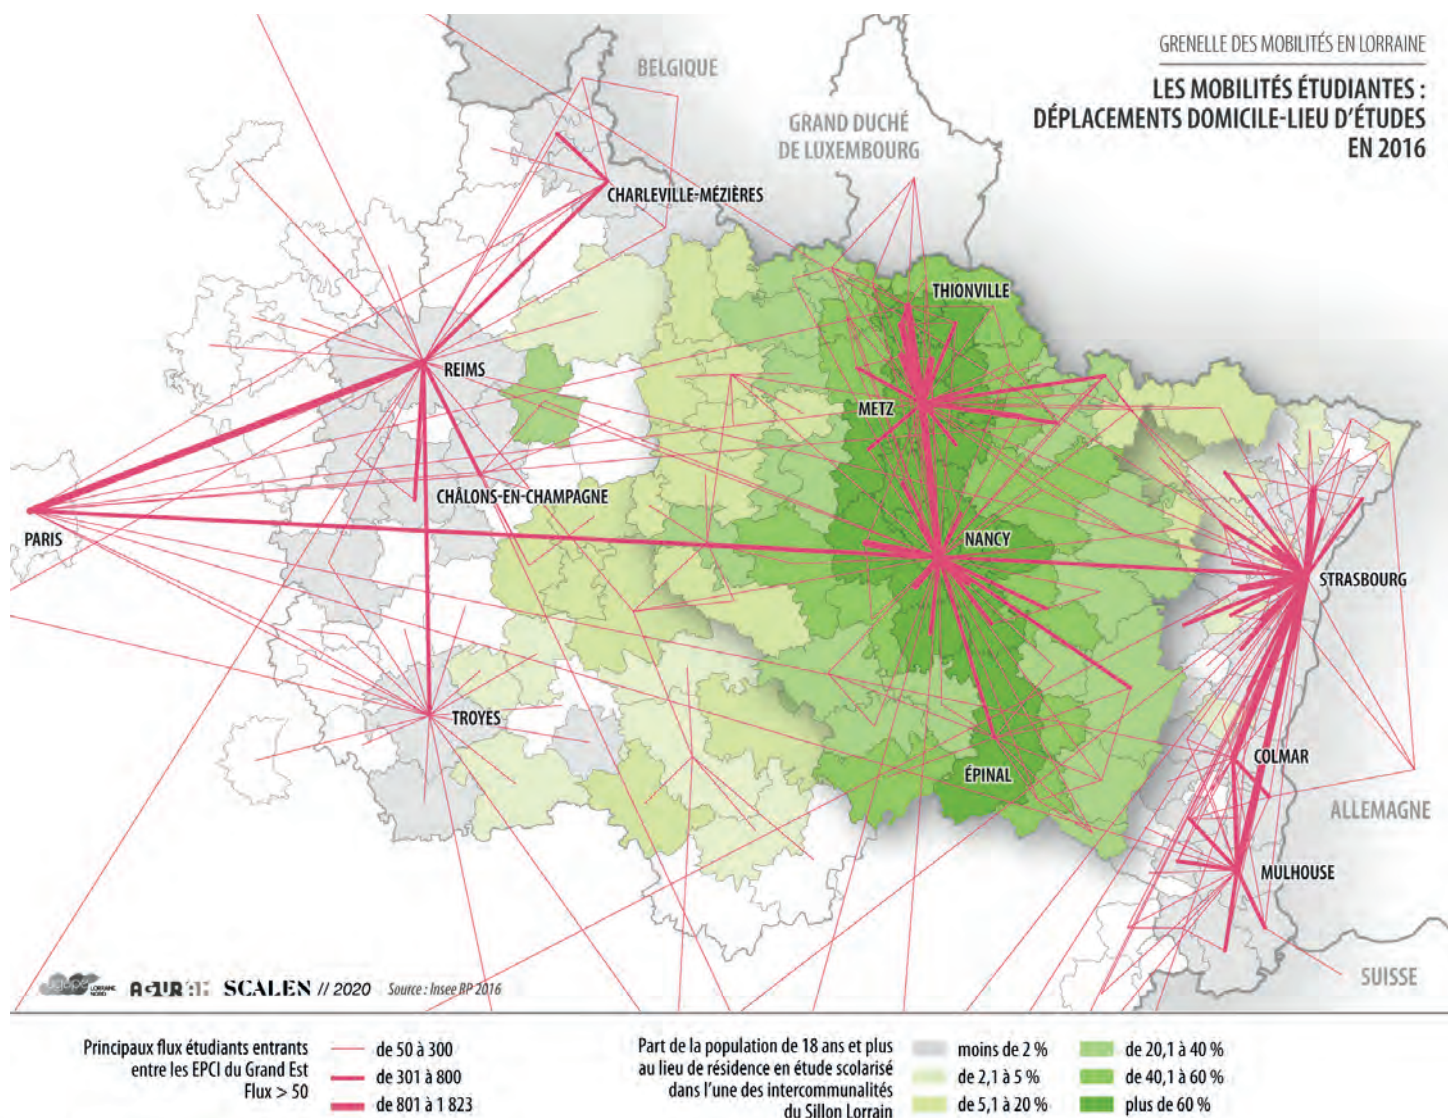 GRENELLE DES MOBILITÉS EN LORRAINE
LES MOBILITÉS ÉTUDIANTES :
DÉPLACEMENTS DOMICILE-LIEU D'ÉTUDES
EN 2016
BELGIQUE
GRAND DUCHÉ
DE LUXEMBOURG
CHARLEVILLE-MÉZIÈRES
THIONVILLE
REIMS
METZ
CHÂLONS-EN-CHAMPAGNE
PARIS
NANCY
STRASBOURG
TROYES
ÉPINAL
COLMAR
ALLEMAGNE
MULHOUSE
SUISSE
agape LORRAINE NORD AGUR SCALEN // 2020 Source : Insee RP 2016
Principaux flux étudiants entrants
entre les EPCI du Grand Est
Flux > 50
de 50 à 300
de 301 à 800
de 801 à 1 823
Part de la population de 18 ans et plus
au lieu de résidence en étude scolarisé
dans l'une des intercommunalités
du Sillon Lorrain
moins de 2 %
de 2,1 à 5 %
de 5,1 à 20 %
de 20,1 à 40 %
de 40,1 à 60 %
plus de 60 %